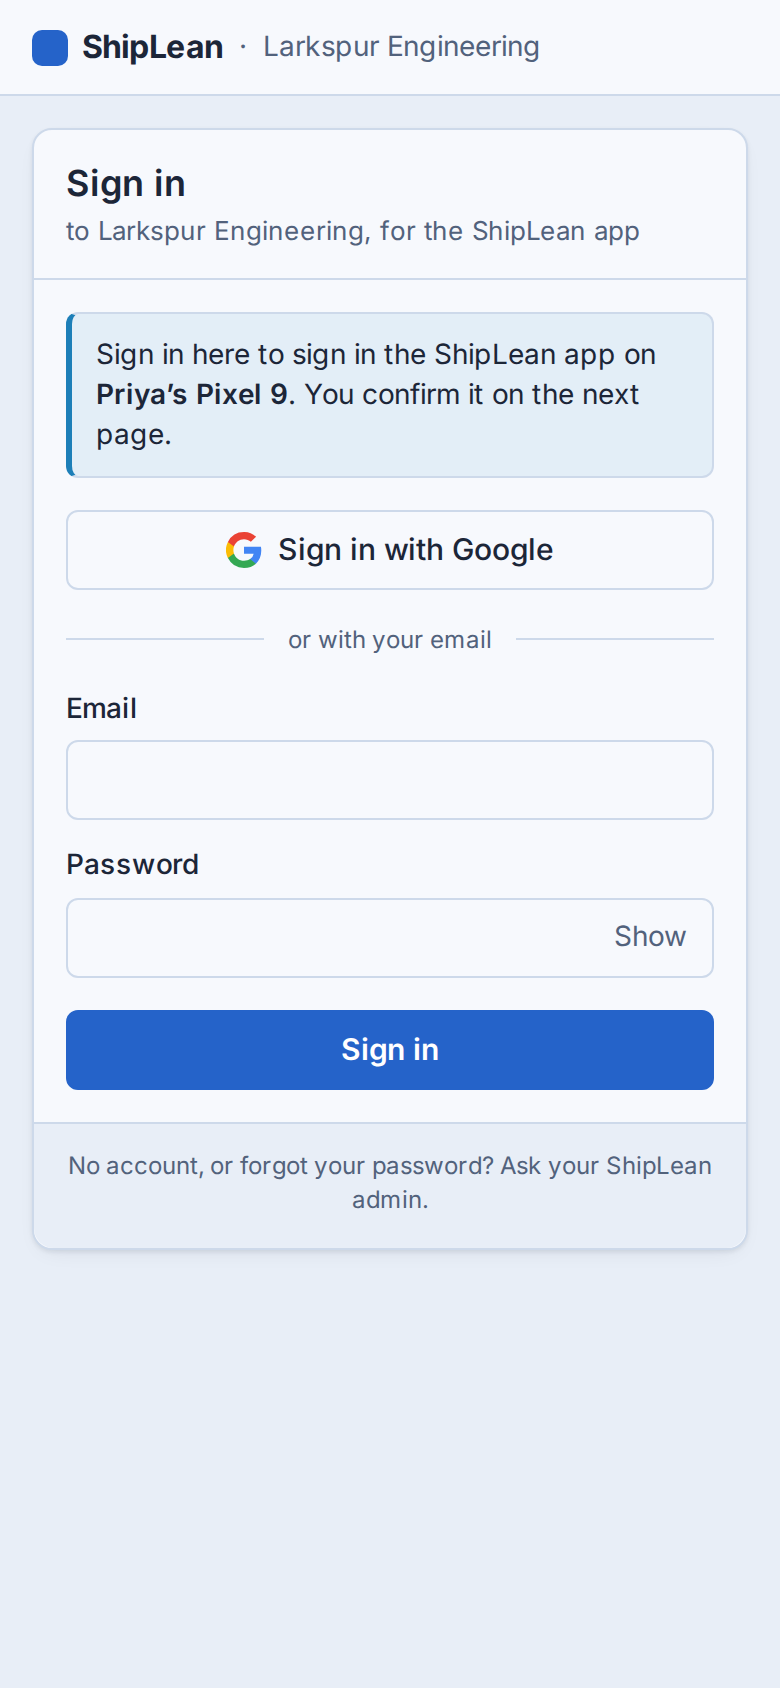 ShipLean · Larkspur Engineering
Sign in
to Larkspur Engineering, for the ShipLean app
Sign in here to sign in the ShipLean app on
Priya’s Pixel 9. You confirm it on the next
page.
Sign in with Google
or with your email
Email
Password
Show
Sign in
No account, or forgot your password? Ask your ShipLean
admin.